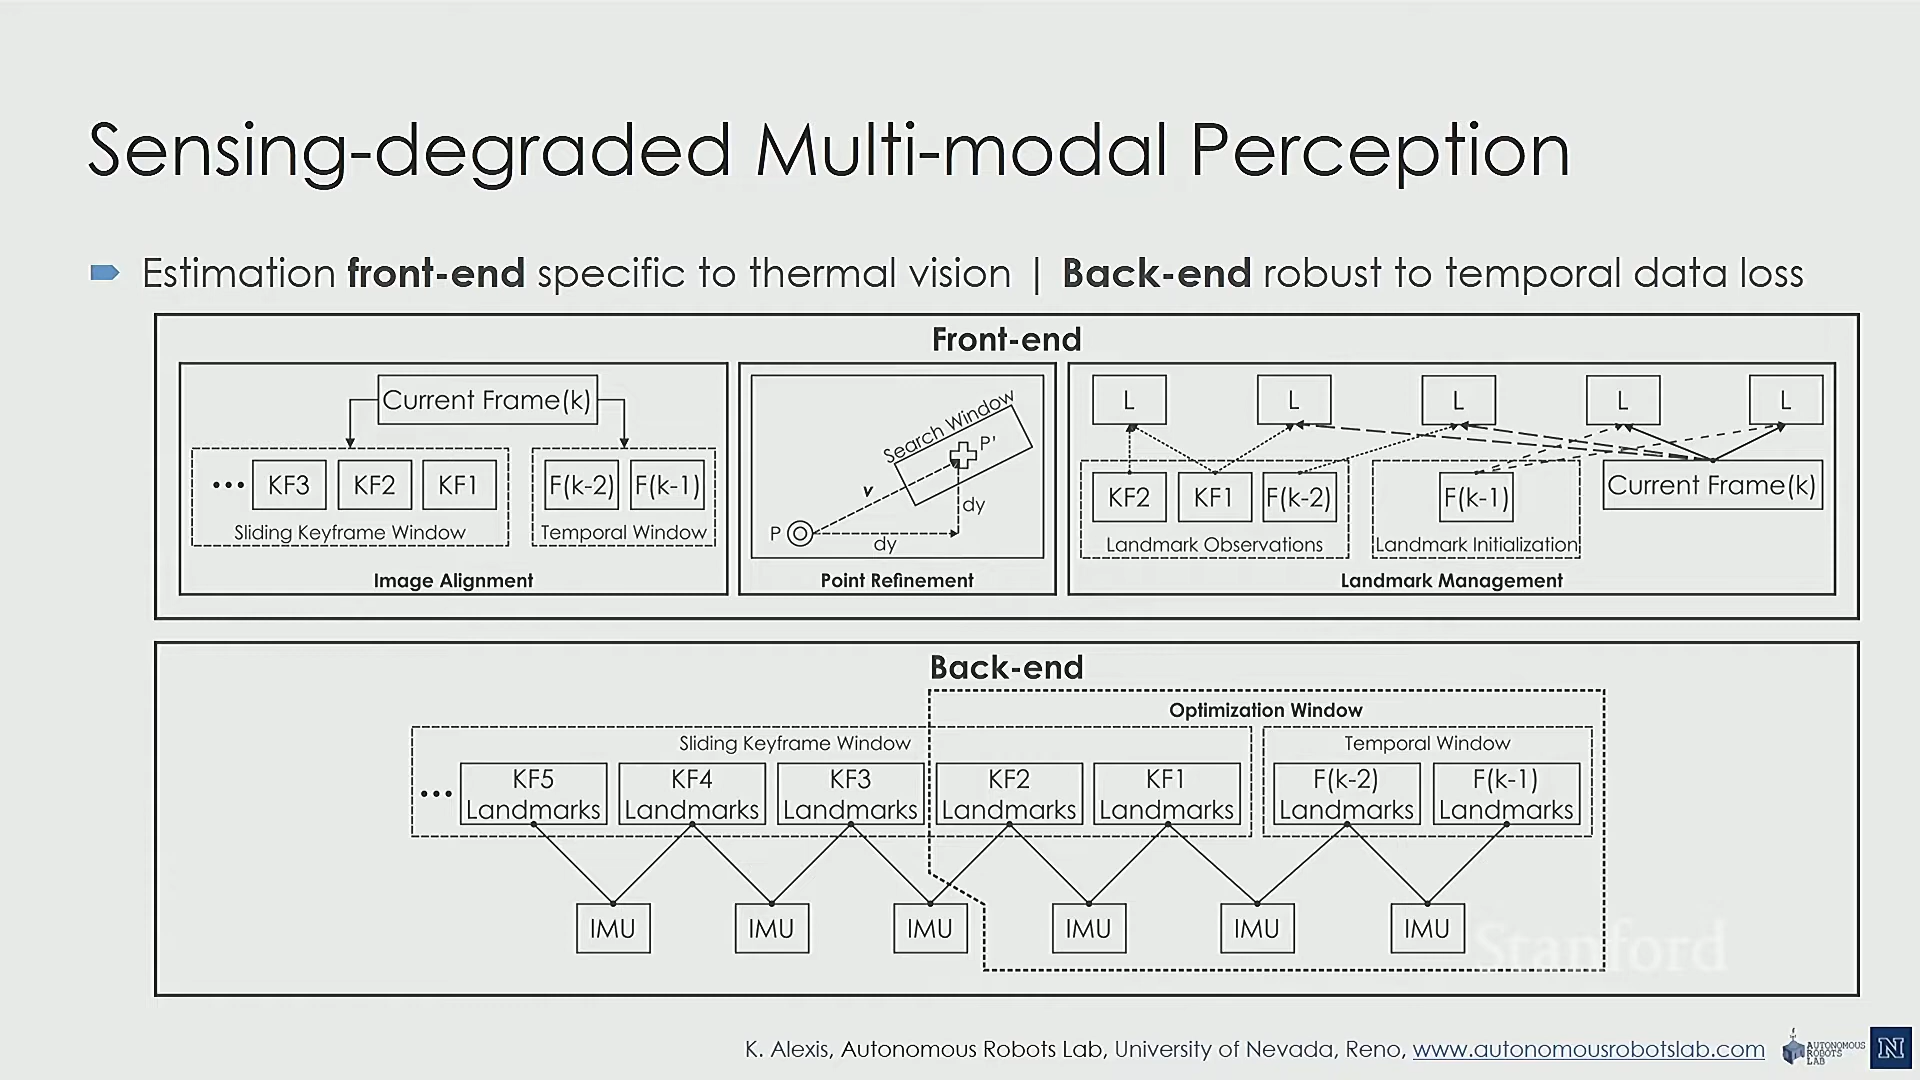 Sensing-degraded Multi-modal Perception
Estimation front-end specific to thermal vision | Back-end robust to temporal data loss
Front-end
Current Frame(k)
••• KF3 KF2 KF1
Sliding Keyframe Window
F(k-2) F(k-1)
Temporal Window
Image Alignment
Search Window
P'
v
dy
P
dy
Point Refinement
L L L L L
KF2 KF1 F(k-2)
Landmark Observations
F(k-1)
Landmark Initialization
Current Frame(k)
Landmark Management
Back-end
Optimization Window
Sliding Keyframe Window
Temporal Window
••• KF5 Landmarks
KF4 Landmarks
KF3 Landmarks
KF2 Landmarks
KF1 Landmarks
F(k-2) Landmarks
F(k-1) Landmarks
IMU IMU IMU IMU IMU IMU
Stanford
K. Alexis, Autonomous Robots Lab, University of Nevada, Reno, www.autonomousrobotslab.com
AUTONOMOUS
ROBOTS
LAB
N